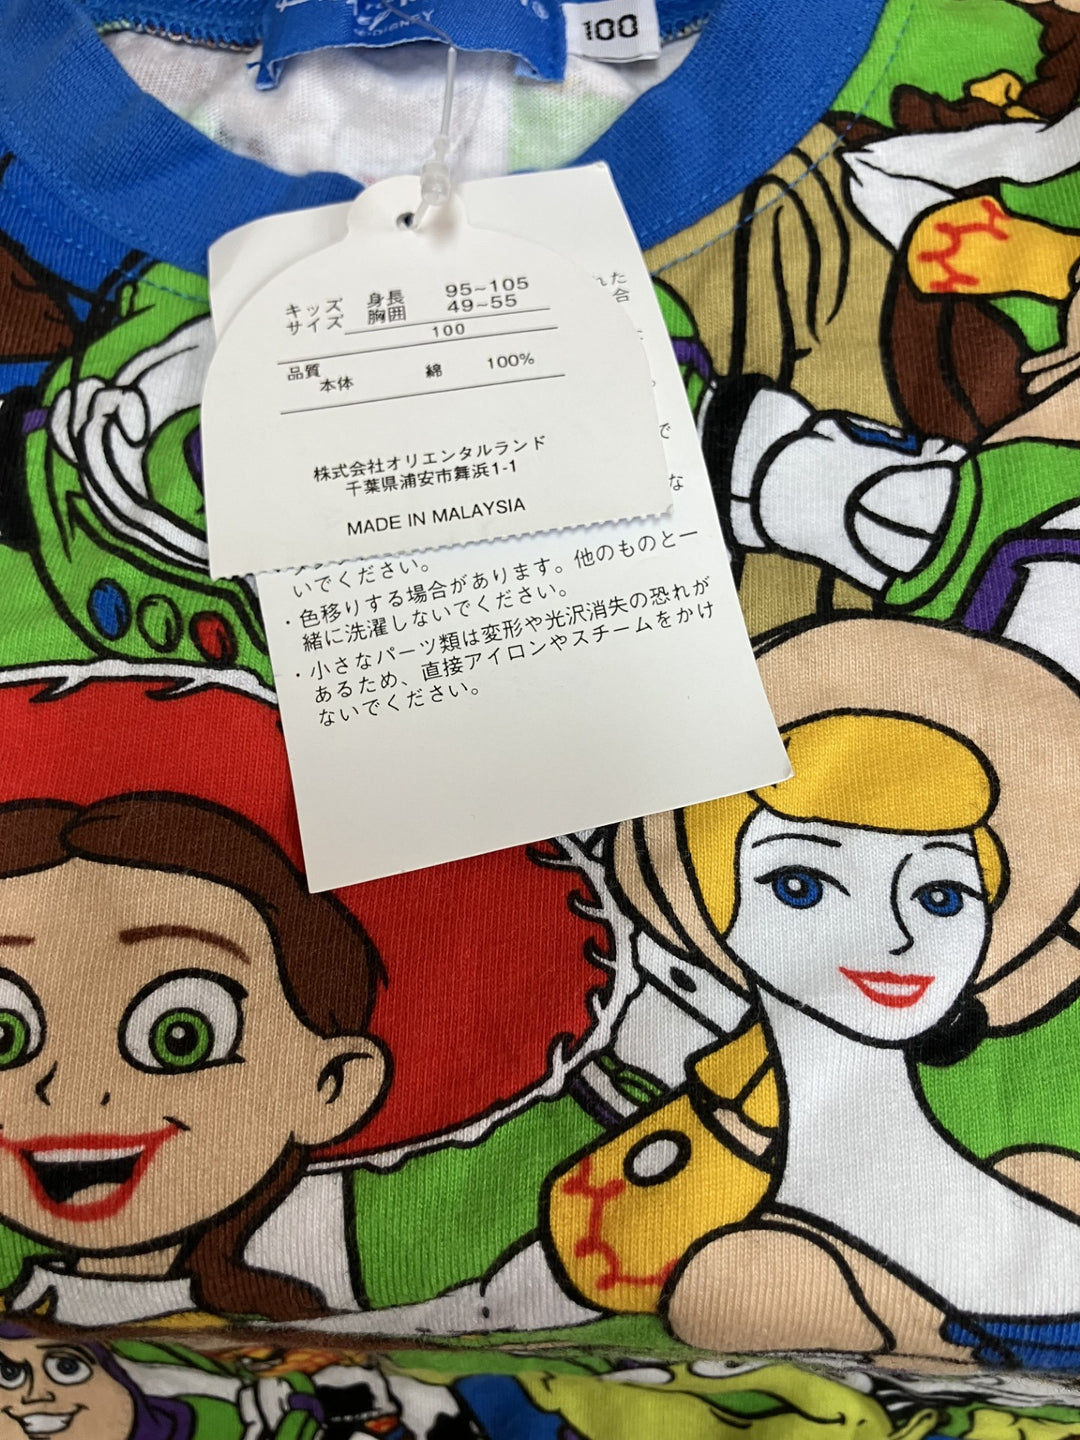 ©DISNEY
100
キッズ 身長 95~105
サイズ 胸囲 49~55
100
品質
本体 綿 100%
株式会社オリエンタルランド
千葉県浦安市舞浜1-1
MADE IN MALAYSIA
れた
合
。
で
な
いでください。
・色移りする場合があります。他のものと一
緒に洗濯しないでください。
・小さなパーツ類は変形や光沢消失の恐れが
あるため、直接アイロンやスチームをかけ
ないでください。